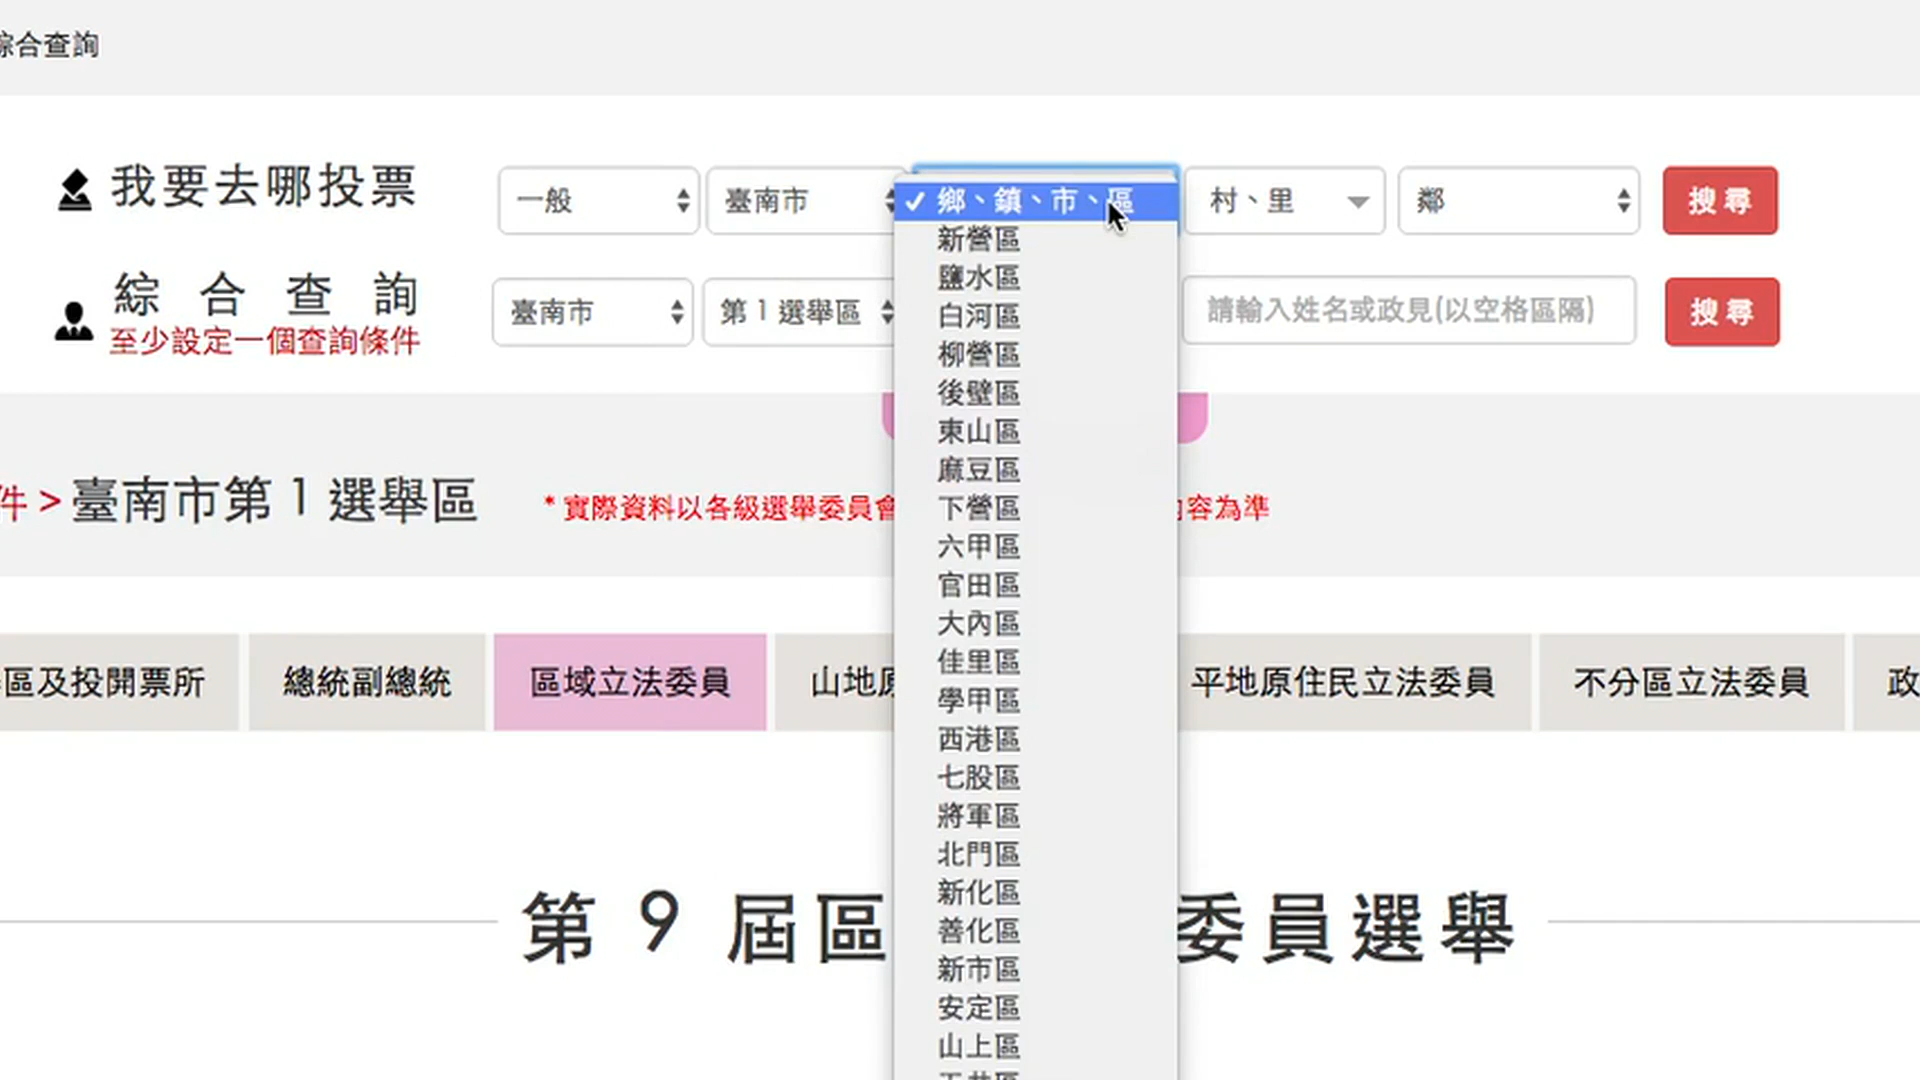 綜合查詢
我要去哪投票
一般
臺南市
鄉、鎮、市、區
村、里
鄰
搜尋
綜合查詢
至少設定一個查詢條件
臺南市
第1選舉區
請輸入姓名或政見(以空格區隔)
搜尋
新營區
鹽水區
白河區
柳營區
後壁區
東山區
麻豆區
下營區
六甲區
官田區
大內區
佳里區
學甲區
西港區
七股區
將軍區
北門區
新化區
善化區
新市區
安定區
山上區
件 > 臺南市第1選舉區
* 實際資料以各級選舉委員會
容為準
區及投開票所
總統副總統
區域立法委員
山地原
平地原住民立法委員
不分區立法委員
政
第9屆區
委員選舉